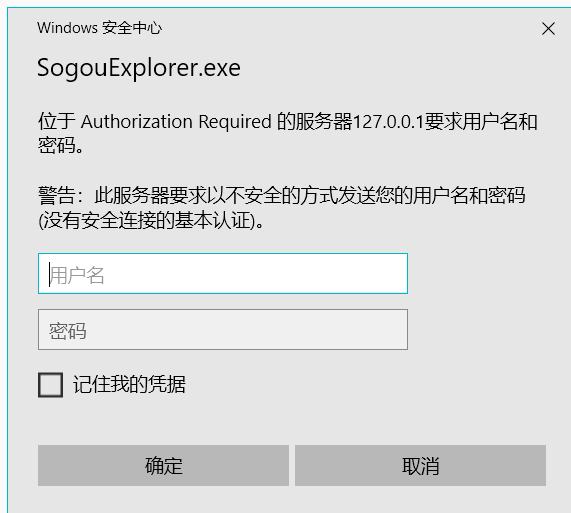 Windows 安全中心
SogouExplorer.exe
位于 Authorization Required 的服务器127.0.0.1要求用户名和
密码。
警告：此服务器要求以不安全的方式发送您的用户名和密码
(没有安全连接的基本认证)。
用户名
密码
记住我的凭据
确定
取消